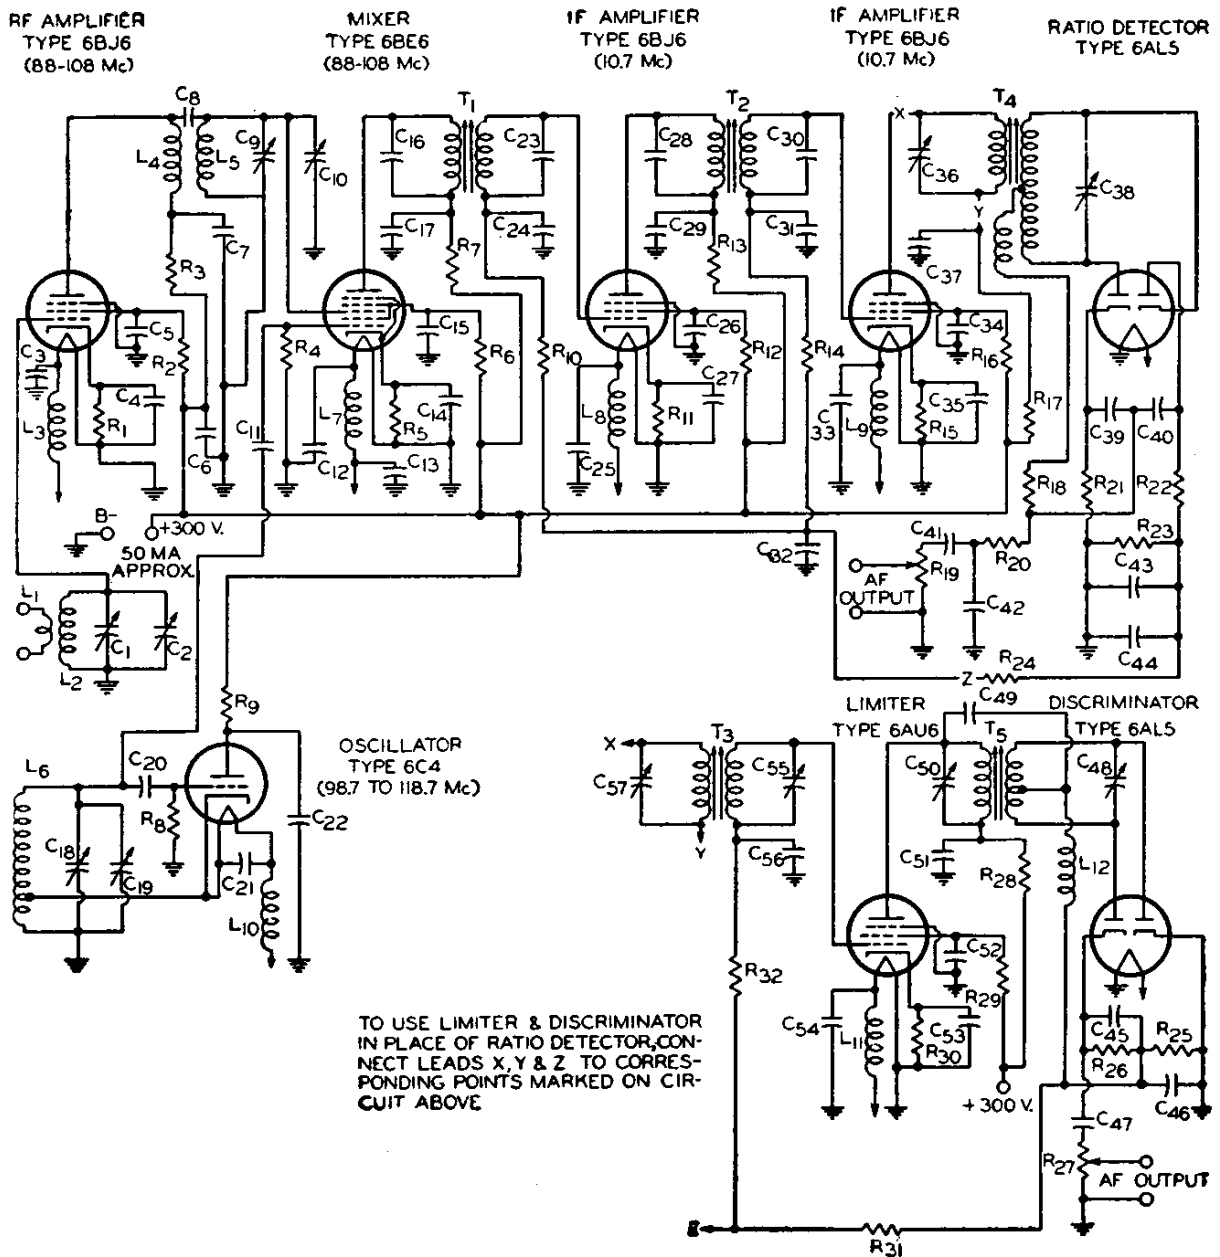 RF AMPLIFIER
TYPE 6BJ6
(88-108 Mc)
MIXER
TYPE 6BE6
(88-108 Mc)
IF AMPLIFIER
TYPE 6BJ6
(10.7 Mc)
IF AMPLIFIER
TYPE 6BJ6
(10.7 Mc)
RATIO DETECTOR
TYPE 6AL5
C8
T1
T2
X
T4
L4
L5
C9
C10
C16
C23
C28
C30
C36
C38
Y
C7
C17
C24
C29
C31
R3
R7
R13
C37
C3
C5
C15
C26
C34
R2
R4
R6
R10
R12
R14
R16
L3
C4
R1
L7
C14
R5
L8
C27
R11
C33
L9
C35
R15
R17
C39
C40
C6
C11
C12
C13
C25
R18
R21
R22
B-
+300 V.
50 MA
APPROX.
C32
C41
R19
R20
R23
AF
OUTPUT
C42
C43
C44
L1
C1
C2
L2
Z
R24
R9
C49
LIMITER
TYPE 6AU6
DISCRIMINATOR
TYPE 6AL5
OSCILLATOR
TYPE 6C4
(98.7 TO 118.7 Mc)
X
T3
T5
L6
C20
C57
C55
C50
C48
R8
C22
C18
C19
C21
Y
C56
C51
R28
L12
L10
R32
C52
R29
C54
L11
C53
R30
C45
R25
R26
TO USE LIMITER & DISCRIMINATOR
IN PLACE OF RATIO DETECTOR, CON-
NECT LEADS X, Y & Z TO CORRES-
PONDING POINTS MARKED ON CIR-
CUIT ABOVE
+300 V.
C46
C47
R27
AF OUTPUT
Z
R31